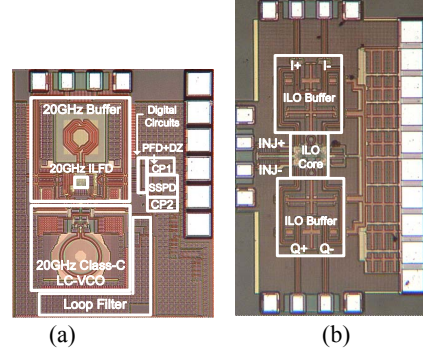 20GHz Buffer
Digital
Circuits
PFD+DZ
20GHz ILFD
CP1
SSPD
CP2
20GHz Class-C
LC-VCO
Loop Filter
(a)
I+ I-
ILO Buffer
INJ+
ILO
Core
INJ-
ILO Buffer
Q+ Q-
(b)